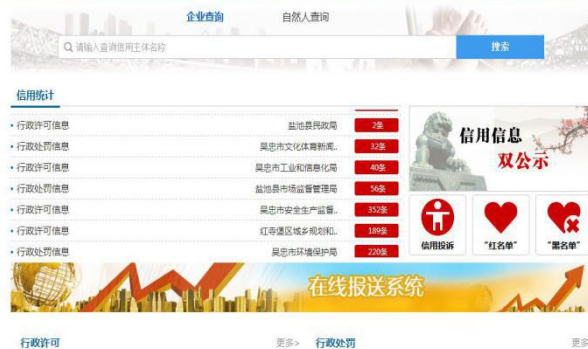 企业查询 自然人查询
请输入查询信用主体名称 搜索
信用统计
行政许可信息 盐池县民政局 2条
行政处罚信息 吴忠市文化体育新闻.. 32条
行政许可信息 吴忠市工业和信息化局 40条
行政处罚信息 盐池县市场监督管理局 56条
行政许可信息 吴忠市安全生产监督.. 352条
行政许可信息 红寺堡区城乡规划和.. 189条
行政处罚信息 吴忠市环境保护局 220条
信用信息
双公示
信用投诉 "红名单" "黑名单"
在线报送系统
行政许可 更多> 行政处罚 更多